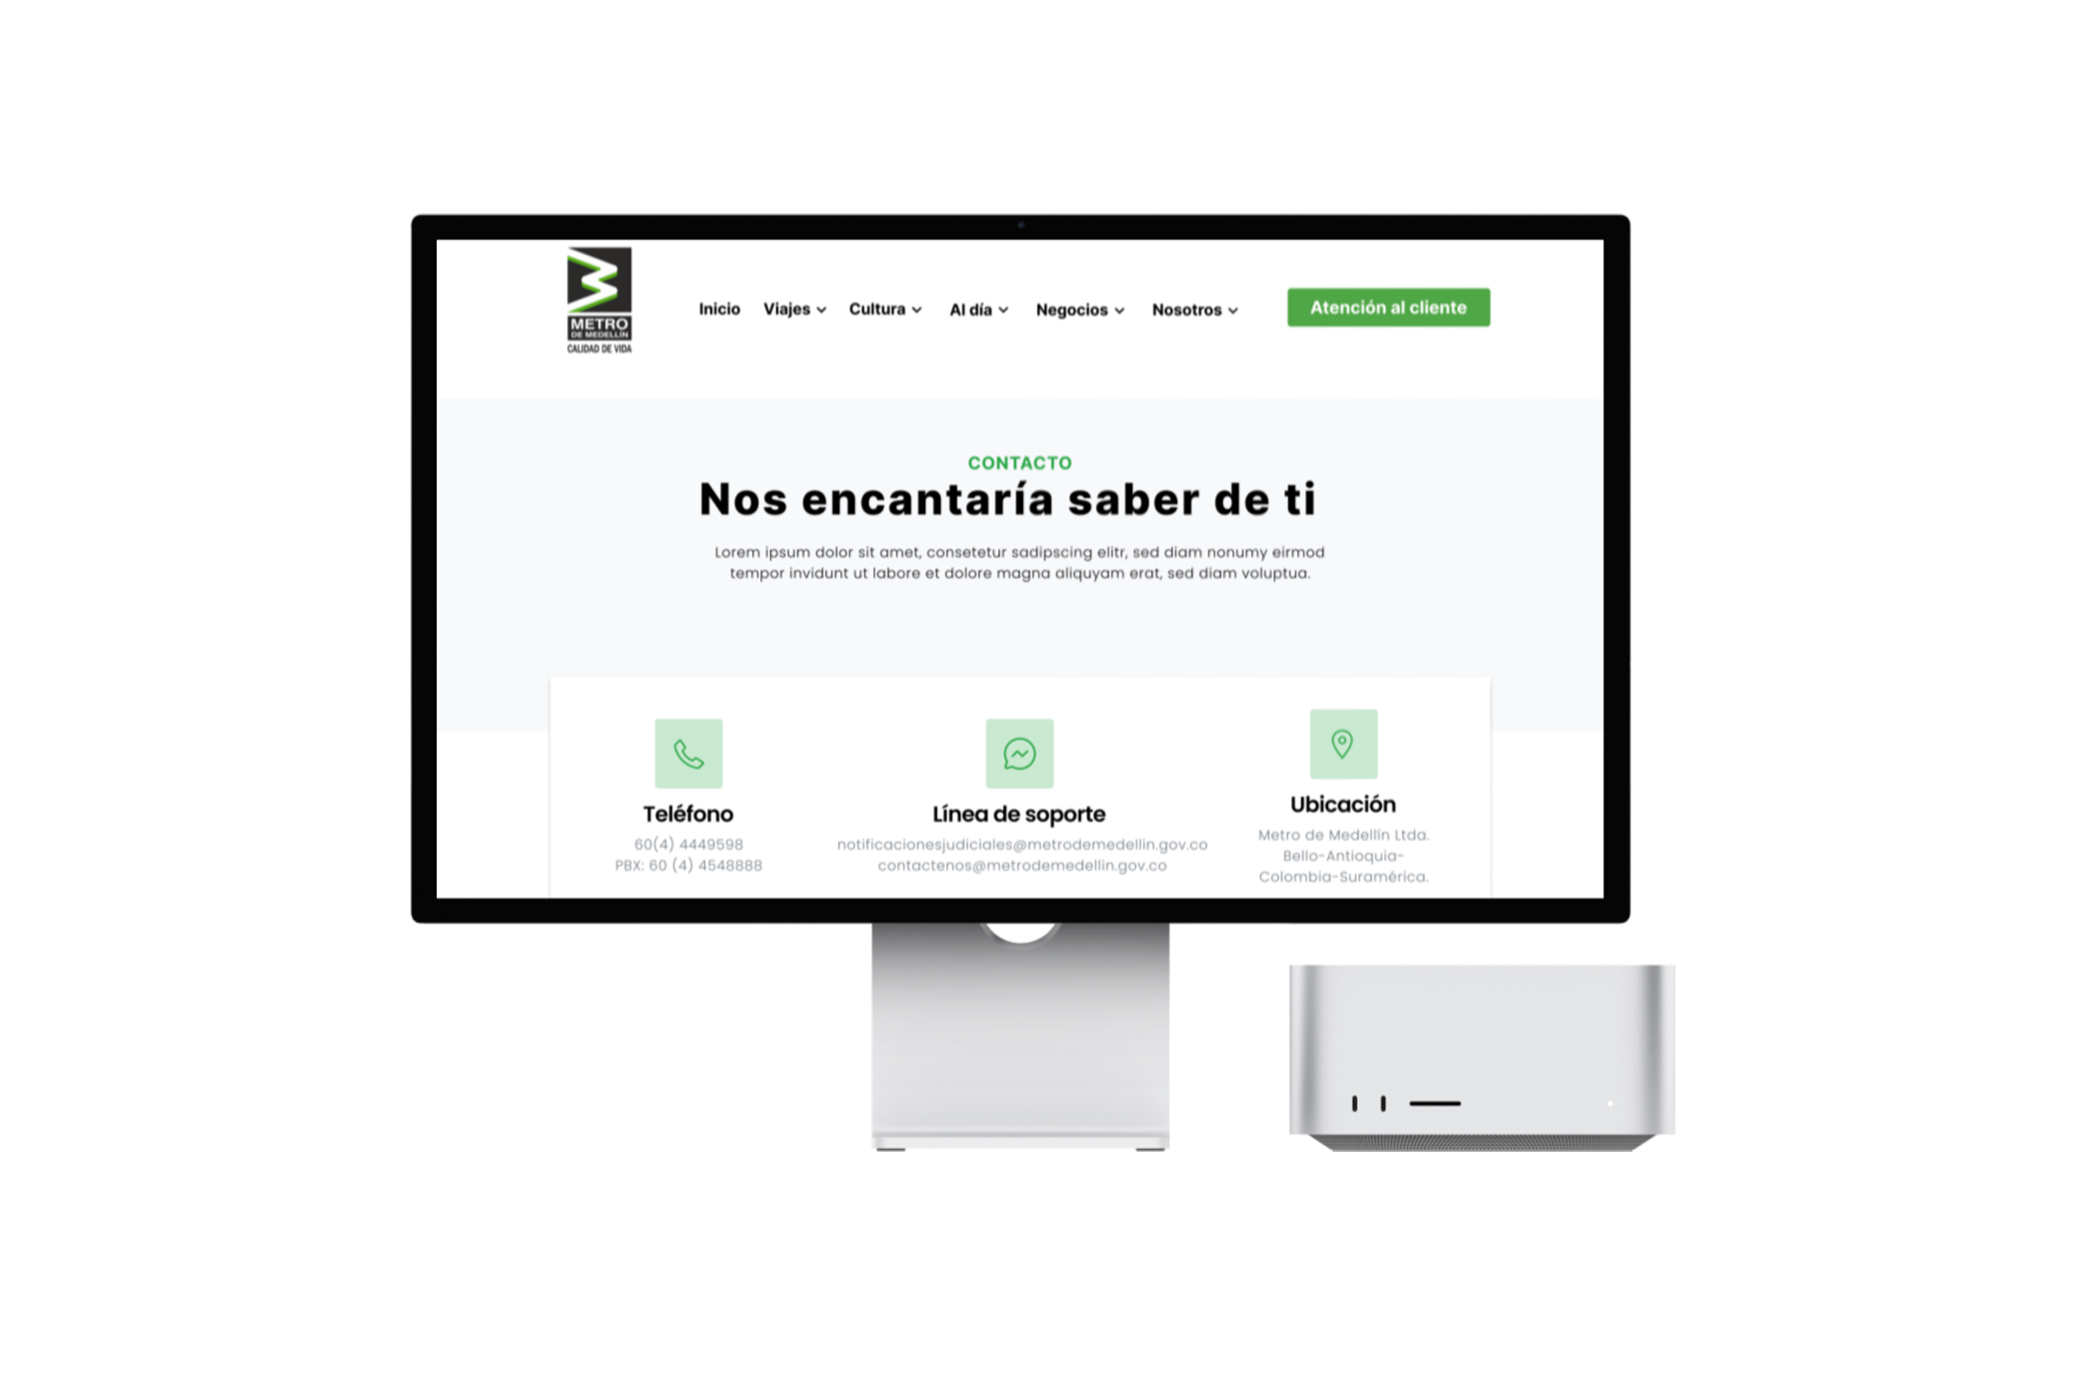 METRO
DE MEDELLÍN
CALIDAD DE VIDA
Inicio Viajes Cultura Al día Negocios Nosotros Atención al cliente
CONTACTO
Nos encantaría saber de ti
Lorem ipsum dolor sit amet, consetetur sadipscing elitr, sed diam nonumy eirmod
tempor invidunt ut labore et dolore magna aliquyam erat, sed diam voluptua.
Teléfono
60(4) 4449598
PBX: 60 (4) 4548888
Línea de soporte
notificacionesjudiciales@metrodemedellin.gov.co
contactenos@metrodemedellin.gov.co
Ubicación
Metro de Medellín Ltda.
Bello-Antioquia-
Colombia-Suramérica.